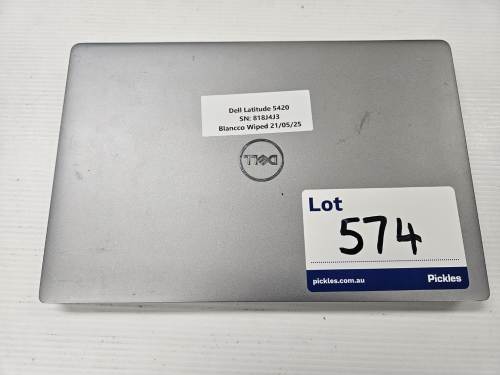 Dell Latitude 5420
SN: 818J4J3
Blancco Wiped 21/05/25
DELL
Lot
574
pickles.com.au
Pickles